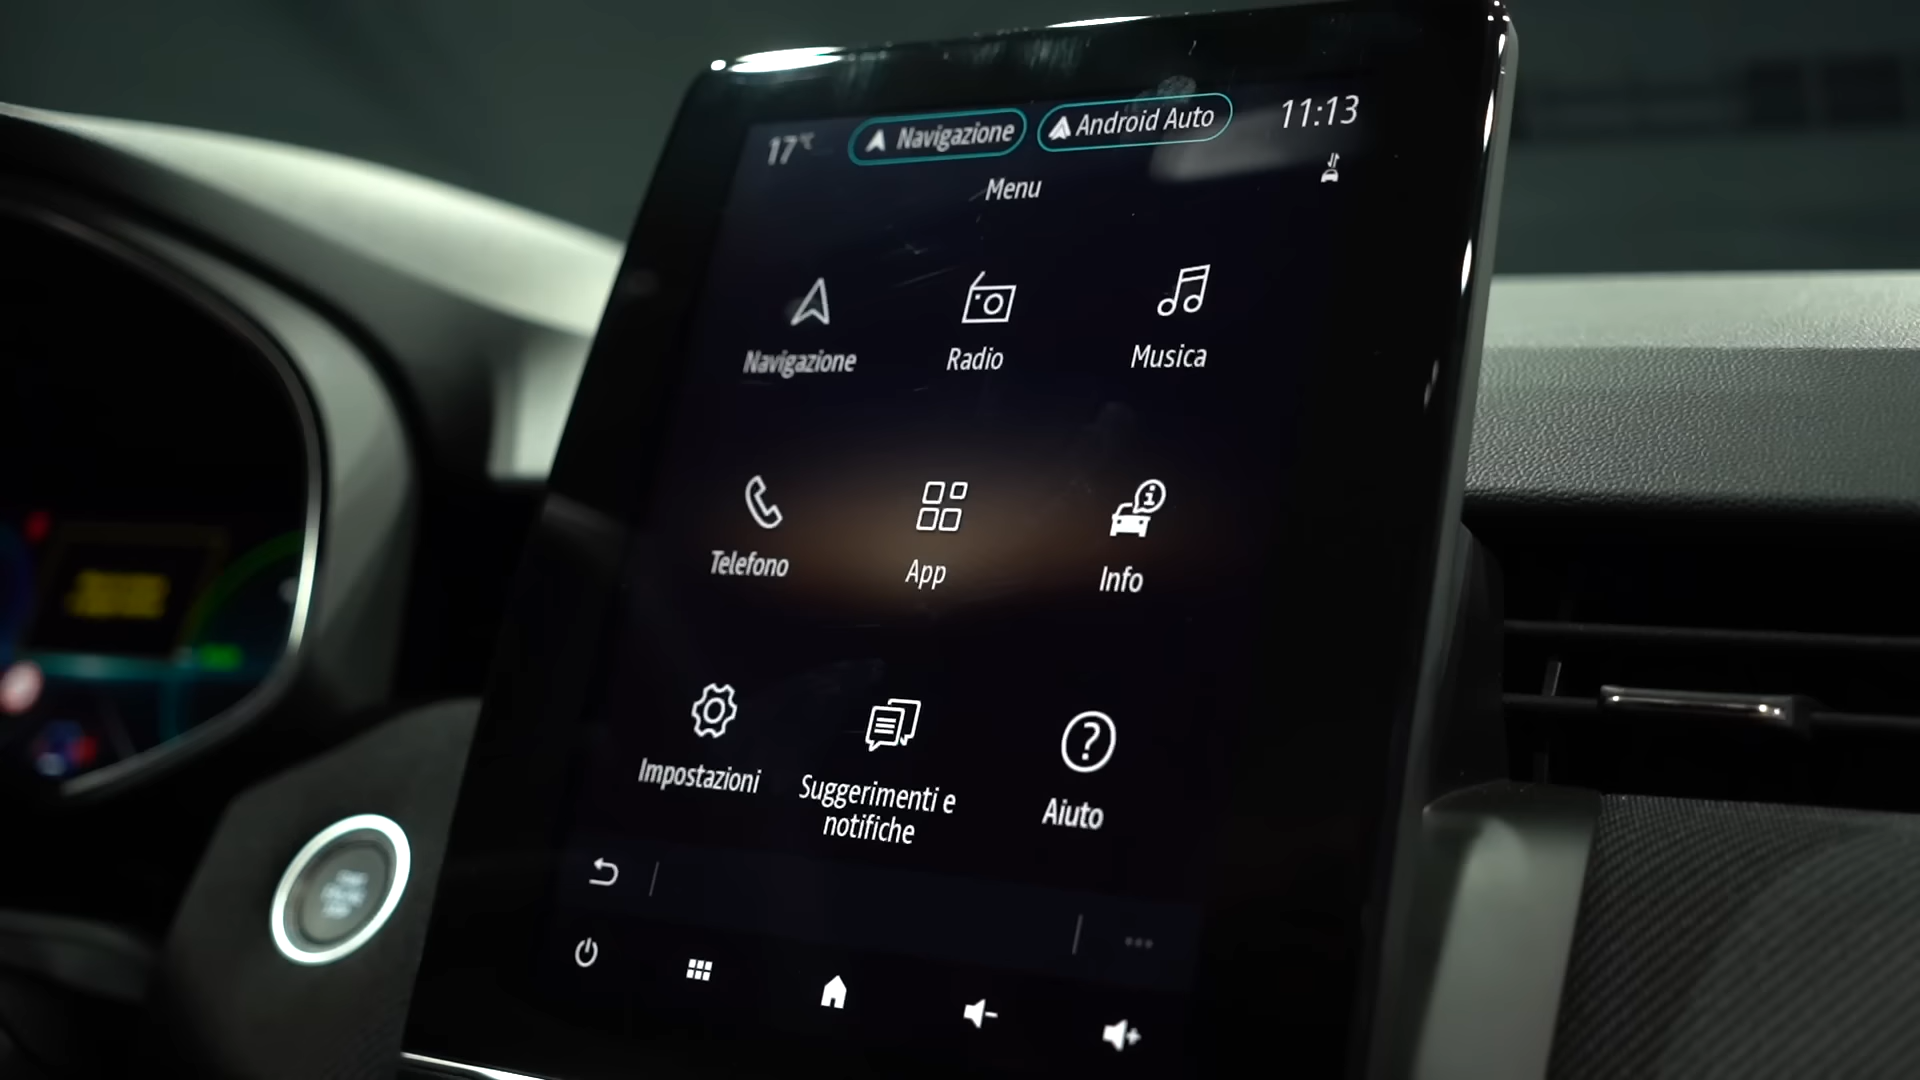 17°C Navigazione Android Auto 11:13
Menu
Navigazione Radio Musica
Telefono App Info
Impostazioni Suggerimenti e Aiuto
notifiche